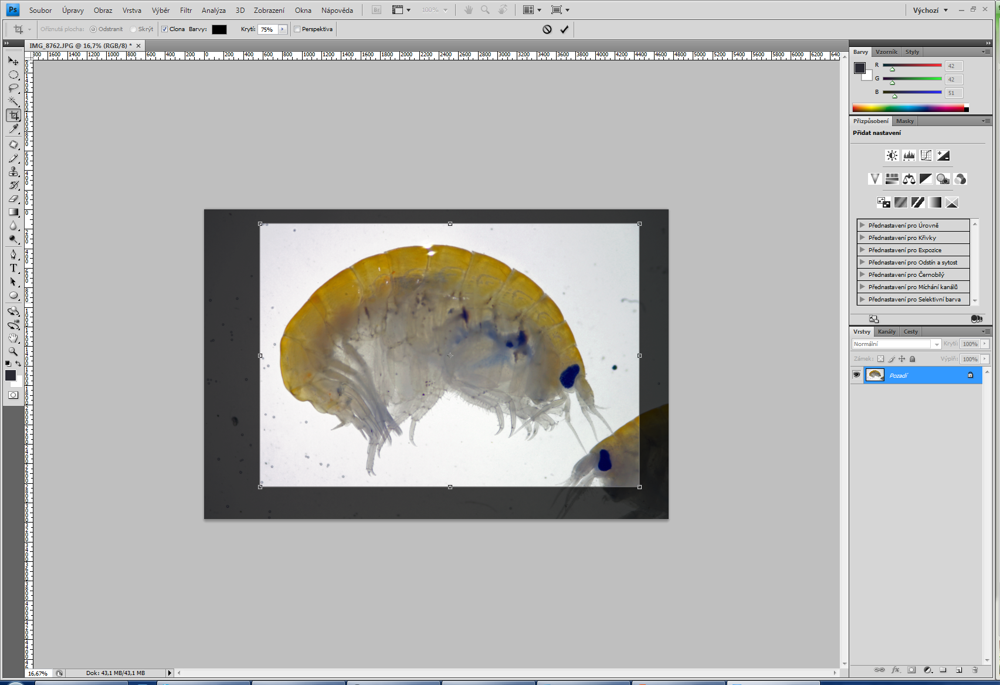 Ps Soubor Úpravy Obraz Vrstva Výběr Filtr Analýza 3D Zobrazení Okna Nápověda Br 100% Výchozí
Oříznutá plocha: Odstranit Skrýt Clona Barvy: Krytí: 75% Perspektiva
IMG_8762.JPG @ 16,7% (RGB/8) * ×
1600 1400 1200 1000 800 600 400 200 0 200 400 600 800 1000 1200 1400 1600 1800 2000 2200 2400 2600 2800 3000 3200 3400 3600 3800 4000 4200 4400 4600 4800 5000 5200 5400 5600 5800 6000 6200
Barvy Vzorník Styly
R 42
G 42
B 51
Přizpůsobení Masky
Přidat nastavení
Přednastavení pro Úrovně
Přednastavení pro Křivky
Přednastavení pro Expozice
Přednastavení pro Odstín a sytost
Přednastavení pro Černobílý
Přednastavení pro Míchání kanálů
Přednastavení pro Selektivní barva
Vrstvy Kanály Cesty
Normální Krytí: 100%
Zámek: Výplň: 100%
Pozadí
T
16,67% Dok: 43,1 MB/43,1 MB
fx